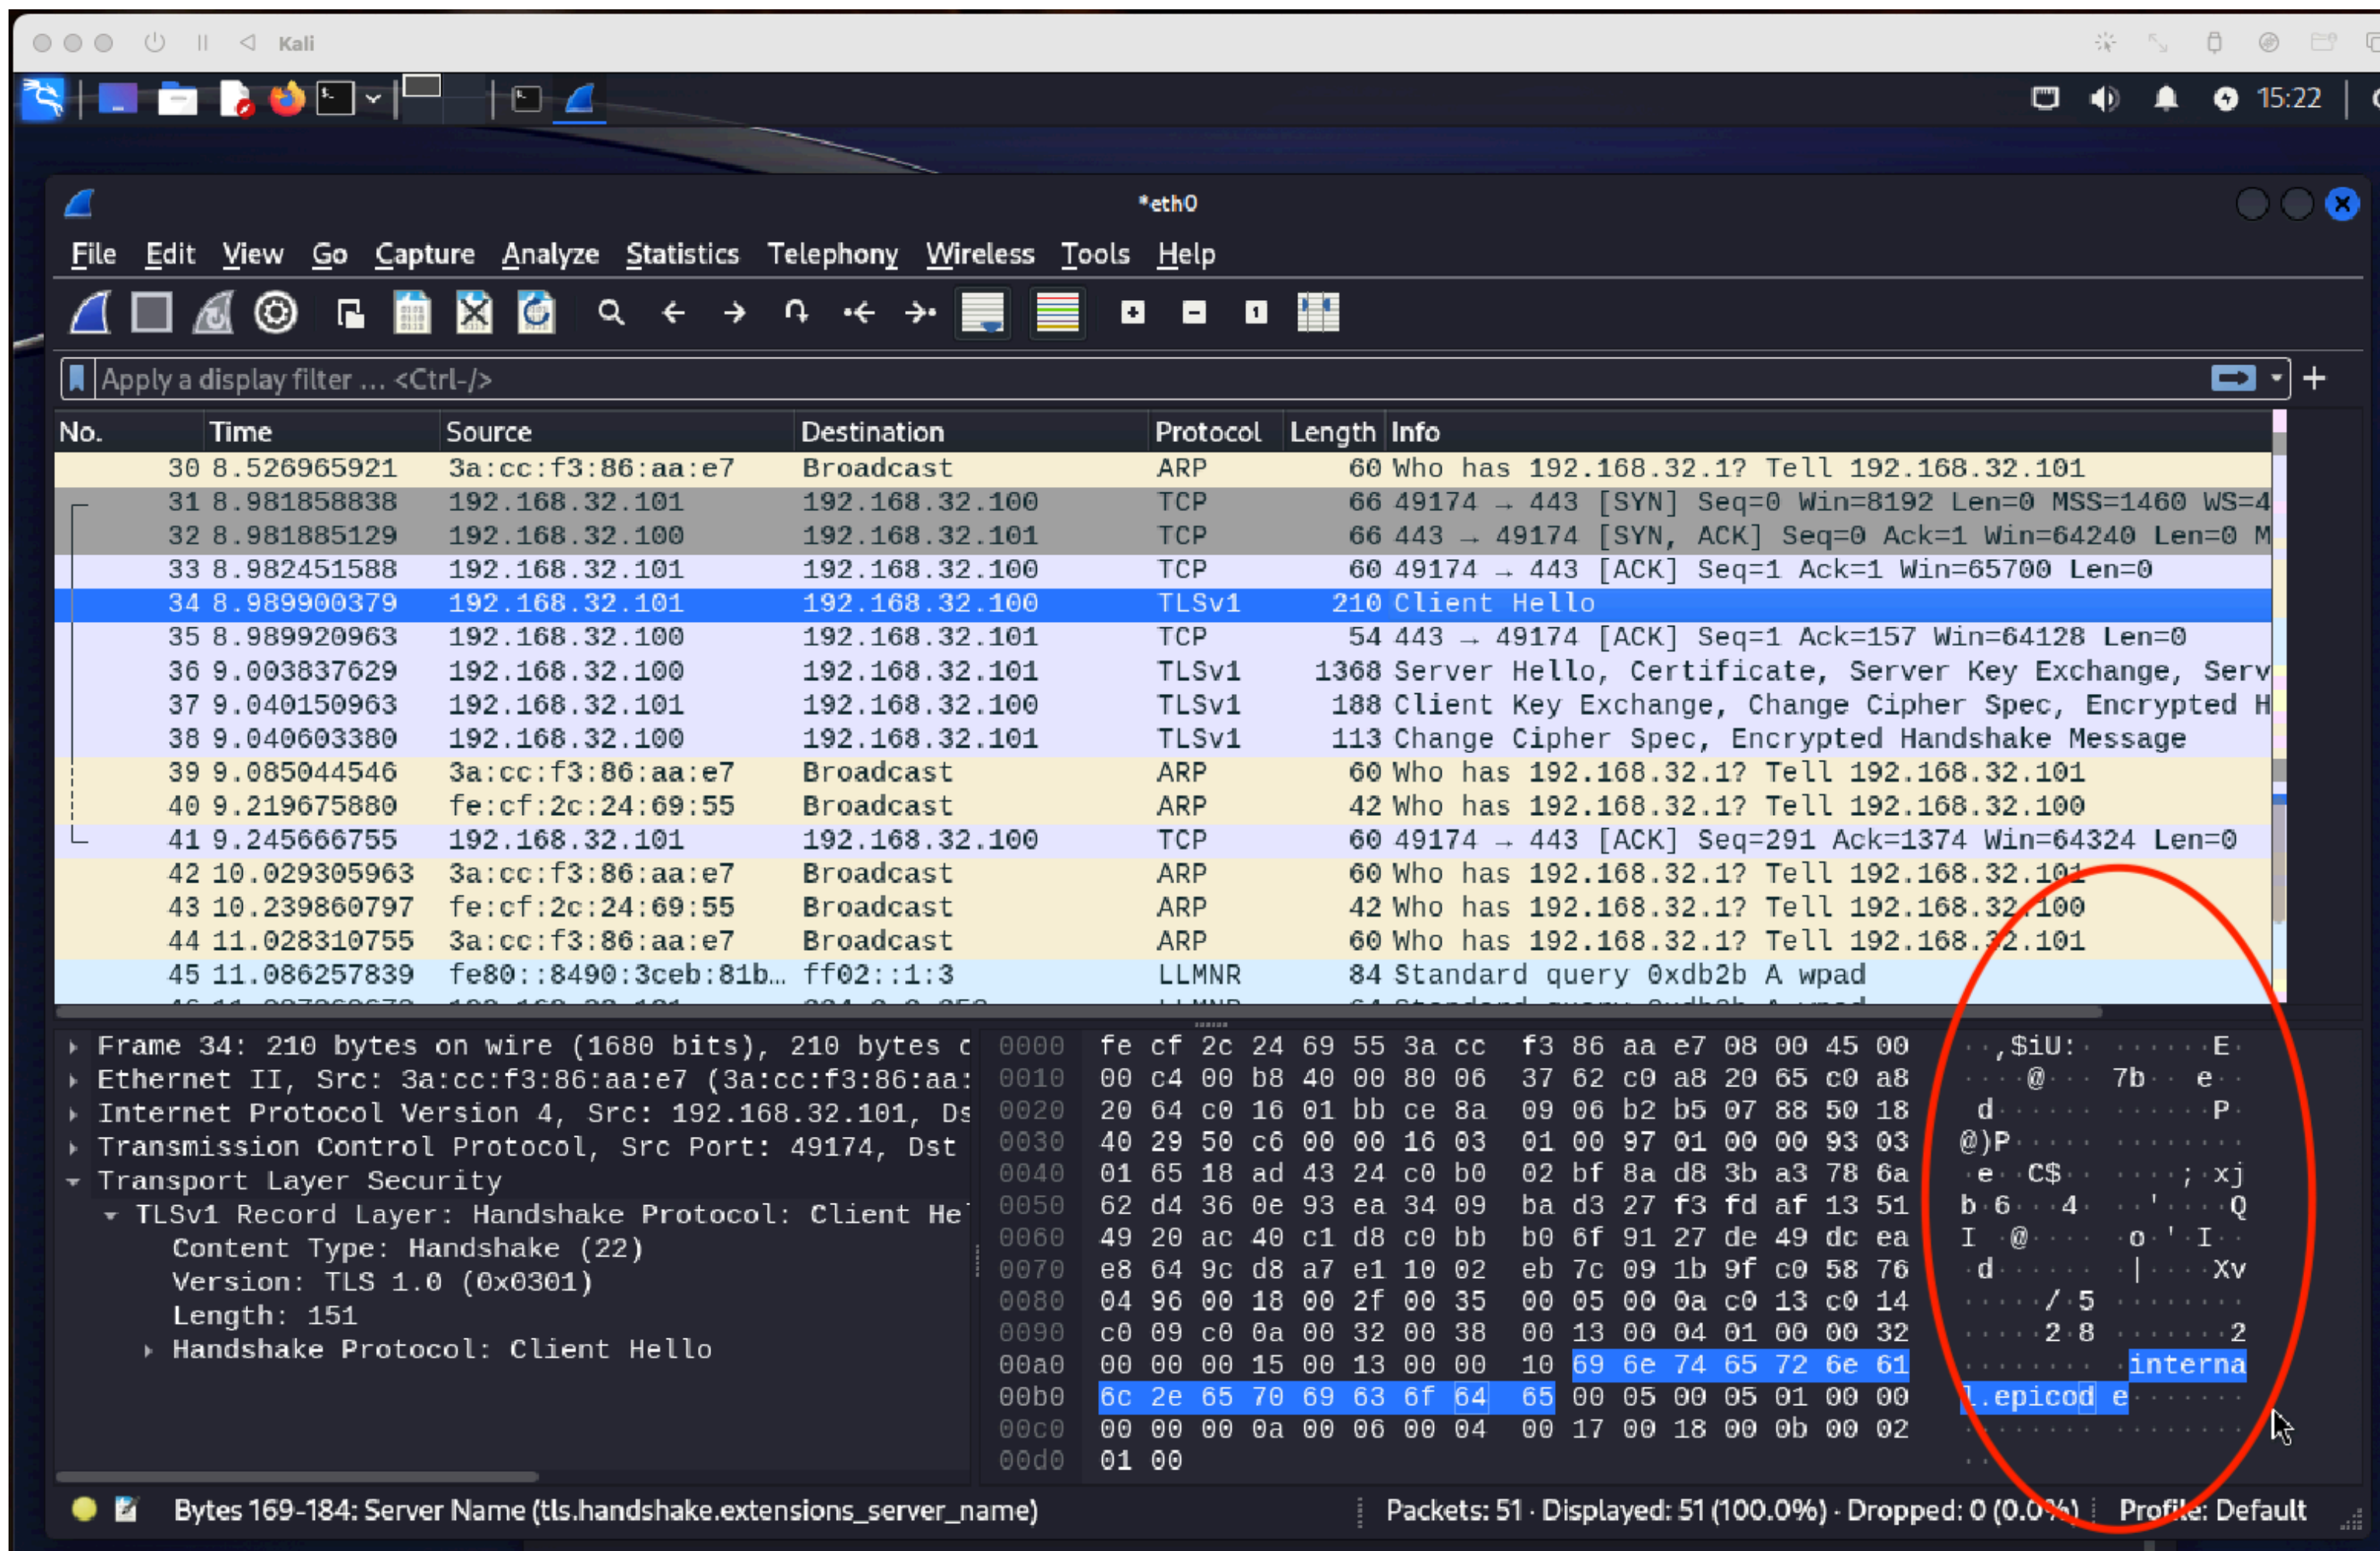 Kali
15:22
*eth0
File Edit View Go Capture Analyze Statistics Telephony Wireless Tools Help
Apply a display filter … <Ctrl-/>
No. Time Source Destination Protocol Length Info
30 8.526965921 3a:cc:f3:86:aa:e7 Broadcast ARP 60 Who has 192.168.32.1? Tell 192.168.32.101
31 8.981858838 192.168.32.101 192.168.32.100 TCP 66 49174 → 443 [SYN] Seq=0 Win=8192 Len=0 MSS=1460 WS=4
32 8.981885129 192.168.32.100 192.168.32.101 TCP 66 443 → 49174 [SYN, ACK] Seq=0 Ack=1 Win=64240 Len=0 M
33 8.982451588 192.168.32.101 192.168.32.100 TCP 60 49174 → 443 [ACK] Seq=1 Ack=1 Win=65700 Len=0
34 8.989900379 192.168.32.101 192.168.32.100 TLSv1 210 Client Hello
35 8.989920963 192.168.32.100 192.168.32.101 TCP 54 443 → 49174 [ACK] Seq=1 Ack=157 Win=64128 Len=0
36 9.003837629 192.168.32.100 192.168.32.101 TLSv1 1368 Server Hello, Certificate, Server Key Exchange, Serv
37 9.040150963 192.168.32.101 192.168.32.100 TLSv1 188 Client Key Exchange, Change Cipher Spec, Encrypted H
38 9.040603380 192.168.32.100 192.168.32.101 TLSv1 113 Change Cipher Spec, Encrypted Handshake Message
39 9.085044546 3a:cc:f3:86:aa:e7 Broadcast ARP 60 Who has 192.168.32.1? Tell 192.168.32.101
40 9.219675880 fe:cf:2c:24:69:55 Broadcast ARP 42 Who has 192.168.32.1? Tell 192.168.32.100
41 9.245666755 192.168.32.101 192.168.32.100 TCP 60 49174 → 443 [ACK] Seq=291 Ack=1374 Win=64324 Len=0
42 10.029305963 3a:cc:f3:86:aa:e7 Broadcast ARP 60 Who has 192.168.32.1? Tell 192.168.32.101
43 10.239860797 fe:cf:2c:24:69:55 Broadcast ARP 42 Who has 192.168.32.1? Tell 192.168.32.100
44 11.028310755 3a:cc:f3:86:aa:e7 Broadcast ARP 60 Who has 192.168.32.1? Tell 192.168.32.101
45 11.086257839 fe80::8490:3ceb:81b… ff02::1:3 LLMNR 84 Standard query 0xdb2b A wpad
Frame 34: 210 bytes on wire (1680 bits), 210 bytes c
Ethernet II, Src: 3a:cc:f3:86:aa:e7 (3a:cc:f3:86:aa:
Internet Protocol Version 4, Src: 192.168.32.101, Ds
Transmission Control Protocol, Src Port: 49174, Dst
Transport Layer Security
TLSv1 Record Layer: Handshake Protocol: Client He
Content Type: Handshake (22)
Version: TLS 1.0 (0x0301)
Length: 151
Handshake Protocol: Client Hello
0000 fe cf 2c 24 69 55 3a cc f3 86 aa e7 08 00 45 00 ··,$iU:· ······E·
0010 00 c4 00 b8 40 00 80 06 37 62 c0 a8 20 65 c0 a8 ····@··· 7b·· e··
0020 20 64 c0 16 01 bb ce 8a 09 06 b2 b5 07 88 50 18 d······ ······P·
0030 40 29 50 c6 00 00 16 03 01 00 97 01 00 00 93 03 @)P····· ········
0040 01 65 18 ad 43 24 c0 b0 02 bf 8a d8 3b a3 78 6a ·e··C$·· ····;·xj
0050 62 d4 36 0e 93 ea 34 09 ba d3 27 f3 fd af 13 51 b·6···4· ··'····Q
0060 49 20 ac 40 c1 d8 c0 bb b0 6f 91 27 de 49 dc ea I ·@···· ·o·'·I··
0070 e8 64 9c d8 a7 e1 10 02 eb 7c 09 1b 9f c0 58 76 ·d······ ·|····Xv
0080 04 96 00 18 00 2f 00 35 00 05 00 0a c0 13 c0 14 ·····/·5 ········
0090 c0 09 c0 0a 00 32 00 38 00 13 00 04 01 00 00 32 ·····2·8 ·······2
00a0 00 00 00 15 00 13 00 00 10 69 6e 74 65 72 6e 61 ········ ·interna
00b0 6c 2e 65 70 69 63 6f 64 65 00 05 00 05 01 00 00 l.epicod e·······
00c0 00 00 00 0a 00 06 00 04 00 17 00 18 00 0b 00 02 ········ ········
00d0 01 00 ··
Bytes 169-184: Server Name (tls.handshake.extensions_server_name) Packets: 51 · Displayed: 51 (100.0%) · Dropped: 0 (0.0%) Profile: Default